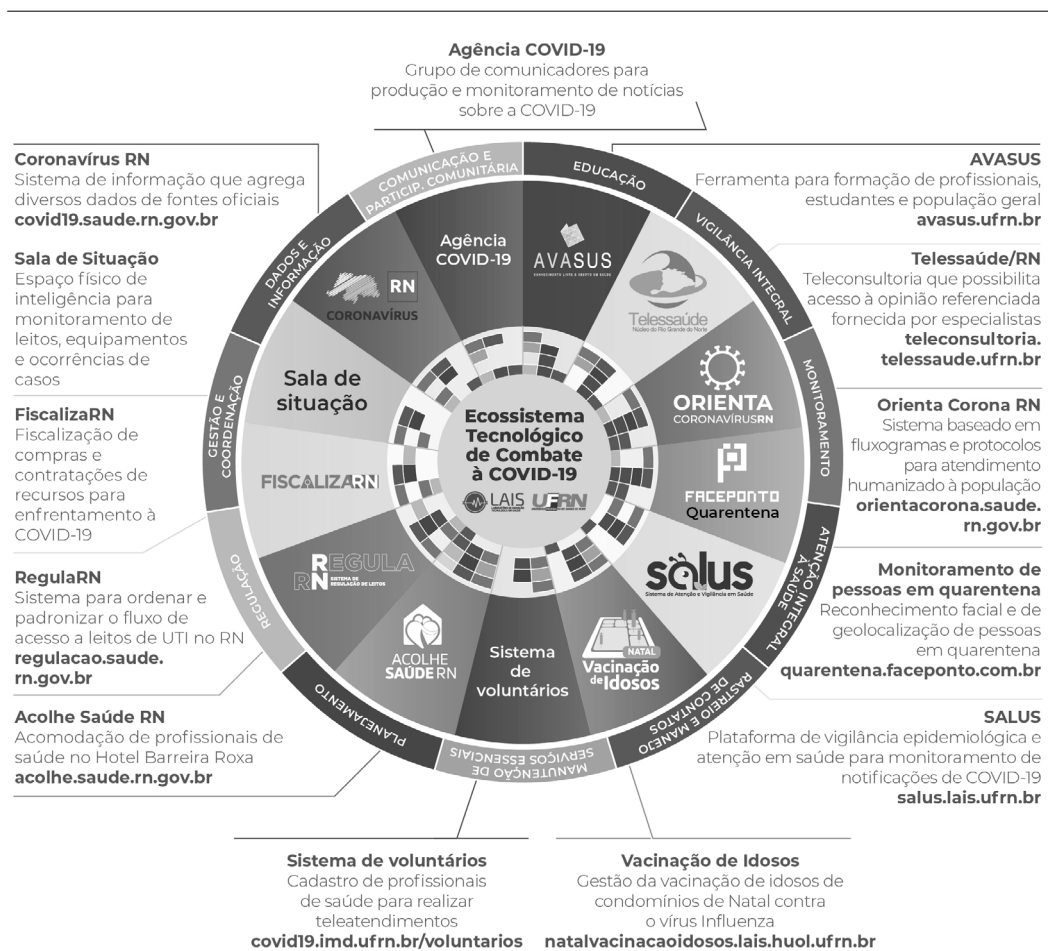 Agência COVID-19
Grupo de comunicadores para
produção e monitoramento de notícias
sobre a COVID-19
Coronavírus RN
Sistema de informação que agrega
diversos dados de fontes oficiais
covid19.saude.rn.gov.br
Sala de Situação
Espaço físico de
inteligência para
monitoramento de
leitos, equipamentos
e ocorrências de
casos
FiscalizaRN
Fiscalização de
compras e
contratações de
recursos para
enfrentamento à
COVID-19
RegulaRN
Sistema para ordenar e
padronizar o fluxo de
acesso a leitos de UTI no RN
regulacao.saude.
rn.gov.br
Acolhe Saúde RN
Acomodação de profissionais de
saúde no Hotel Barreira Roxa
acolhe.saude.rn.gov.br
COMUNICAÇÃO E
PARTICIP. COMUNITÁRIA
EDUCAÇÃO
VIGILÂNCIA INTEGRAL
MONITORAMENTO
ATENÇÃO INTEGRAL
À SAÚDE
RASTREIO E MANEJO
DE CONTATOS
MANUTENÇÃO DE
SERVIÇOS ESSENCIAIS
PLANEJAMENTO
REGULAÇÃO
GESTÃO E
COORDENAÇÃO
DADOS E
INFORMAÇÃO
Agência
COVID-19
AVASUS
CONHECIMENTO LIVRE E ABERTO EM SAÚDE
Telessaúde
Núcleo do Rio Grande do Norte
ORIENTA
CORONAVÍRUSRN
FACEPONTO
Quarentena
salus
Sistema de Atenção e Vigilância em Saúde
NATAL
Vacinação
de Idosos
Sistema
de
voluntários
ACOLHE
SAÚDE RN
REGULA
RN
SISTEMA DE
REGULAÇÃO DE LEITOS
FISCALIZARN
Sala de
situação
RN
CORONAVÍRUS
Ecossistema
Tecnológico
de Combate
à COVID-19
LAIS
UFRN
AVASUS
Ferramenta para formação de profissionais,
estudantes e população geral
avasus.ufrn.br
Telessaúde/RN
Teleconsultoria que possibilita
acesso à opinião referenciada
fornecida por especialistas
teleconsultoria.
telessaude.ufrn.br
Orienta Corona RN
Sistema baseado em
fluxogramas e protocolos
para atendimento
humanizado à população
orientacorona.saude.
rn.gov.br
Monitoramento de
pessoas em quarentena
Reconhecimento facial e de
geolocalização de pessoas
em quarentena
quarentena.faceponto.com.br
SALUS
Plataforma de vigilância epidemiológica e
atenção em saúde para monitoramento de
notificações de COVID-19
salus.lais.ufrn.br
Sistema de voluntários
Cadastro de profissionais
de saúde para realizar
teleatendimentos
covid19.imd.ufrn.br/voluntarios
Vacinação de Idosos
Gestão da vacinação de idosos de
condomínios de Natal contra
o vírus Influenza
natalvacinacaoidosos.lais.huol.ufrn.br